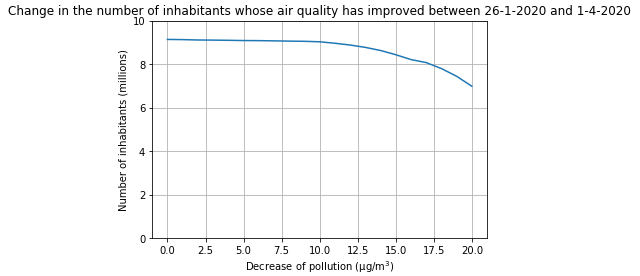 Change in the number of inhabitants whose air quality has improved between 26-1-2020 and 1-4-2020
10
8
6
4
2
0
Number of inhabitants (millions)
0.0 2.5 5.0 7.5 10.0 12.5 15.0 17.5 20.0
Decrease of pollution (µg/m³)